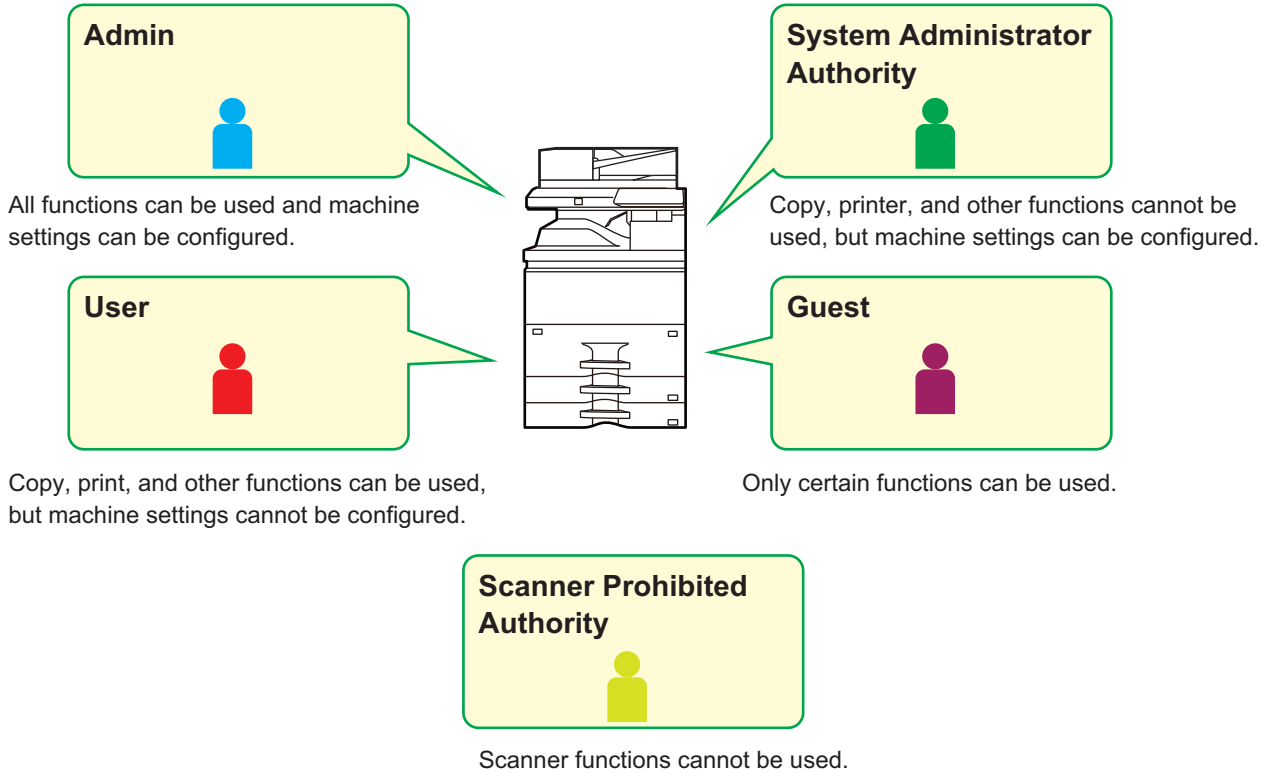 Admin
All functions can be used and machine
settings can be configured.
System Administrator
Authority
Copy, printer, and other functions cannot be
used, but machine settings can be configured.
User
Copy, print, and other functions can be used,
but machine settings cannot be configured.
Guest
Only certain functions can be used.
Scanner Prohibited
Authority
Scanner functions cannot be used.